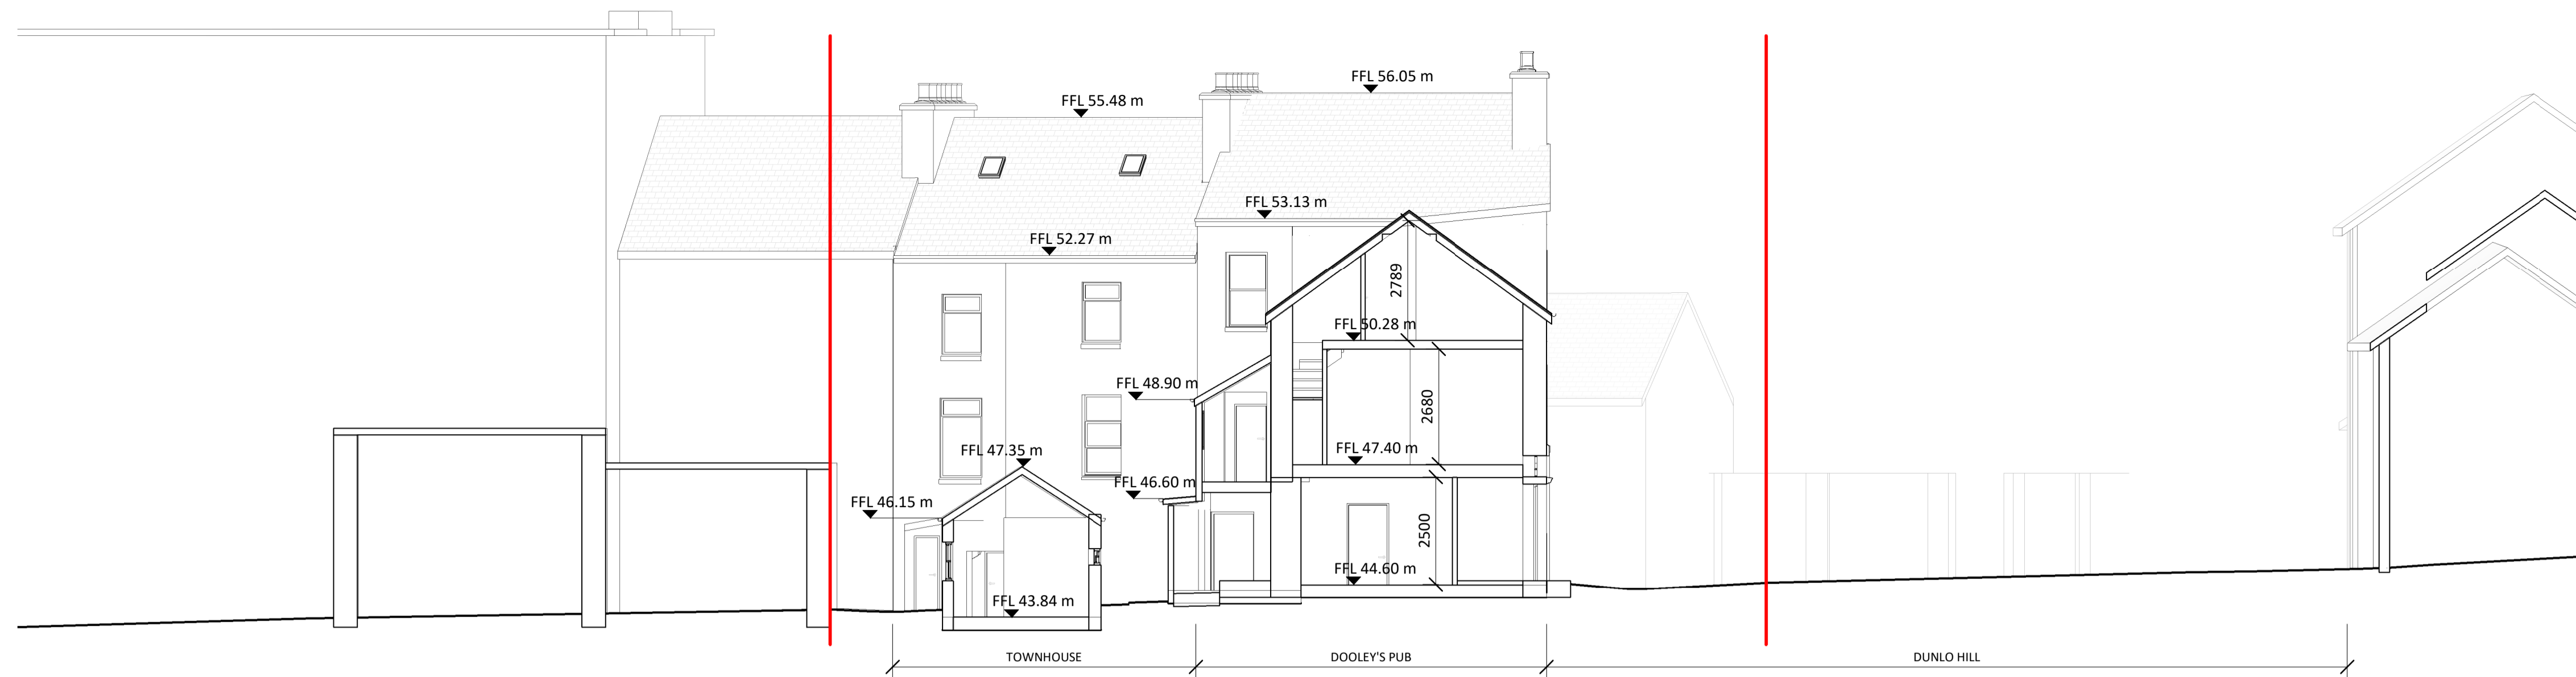 FFL 56.05 m
FFL 55.48 m
FFL 53.13 m
FFL 52.27 m
2789
FFL 50.28 m
FFL 48.90 m
2680
FFL 47.40 m
FFL 47.35 m
FFL 46.60 m
FFL 46.15 m
2500
FFL 44.60 m
FFL 43.84 m
TOWNHOUSE
DOOLEY'S PUB
DUNLO HILL